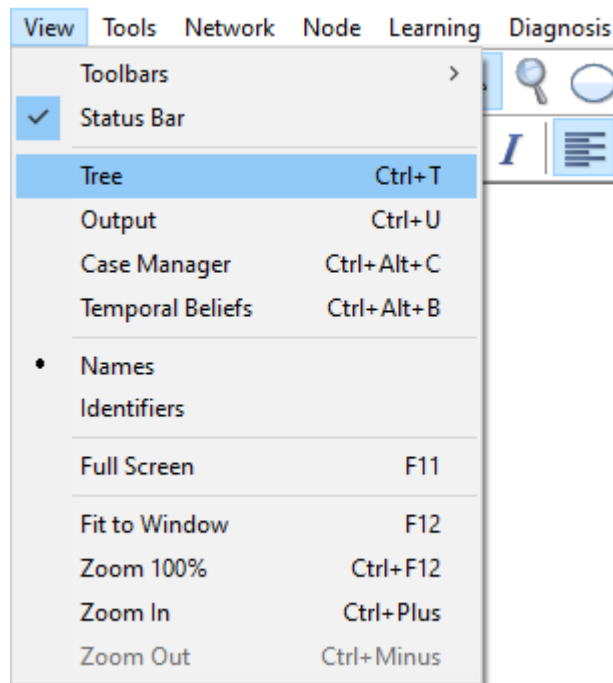 View Tools Network Node Learning Diagnosis
Toolbars
Status Bar
I
Tree Ctrl+T
Output Ctrl+U
Case Manager Ctrl+Alt+C
Temporal Beliefs Ctrl+Alt+B
Names
Identifiers
Full Screen F11
Fit to Window F12
Zoom 100% Ctrl+F12
Zoom In Ctrl+Plus
Zoom Out Ctrl+Minus